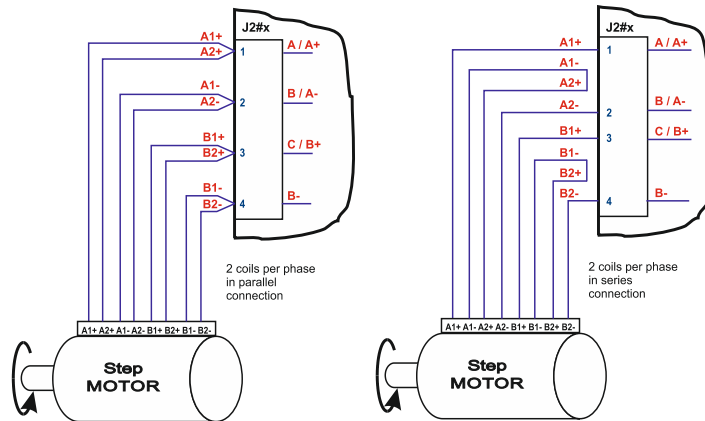 J2#x
A1+
A2+
1
A / A+
A1-
A2-
2
B / A-
B1+
B2+
3
C / B+
B1-
B2-
4
B-
2 coils per phase
in parallel
connection
A1+ A2+ A1- A2- B1+ B2+ B1- B2-
Step
MOTOR
J2#x
A1+
1
A / A+
A1-
A2+
A2-
2
B / A-
B1+
3
C / B+
B1-
B2+
B2-
4
B-
2 coils per phase
in series
connection
A1+ A1- A2+ A2- B1+ B1- B2+ B2-
Step
MOTOR